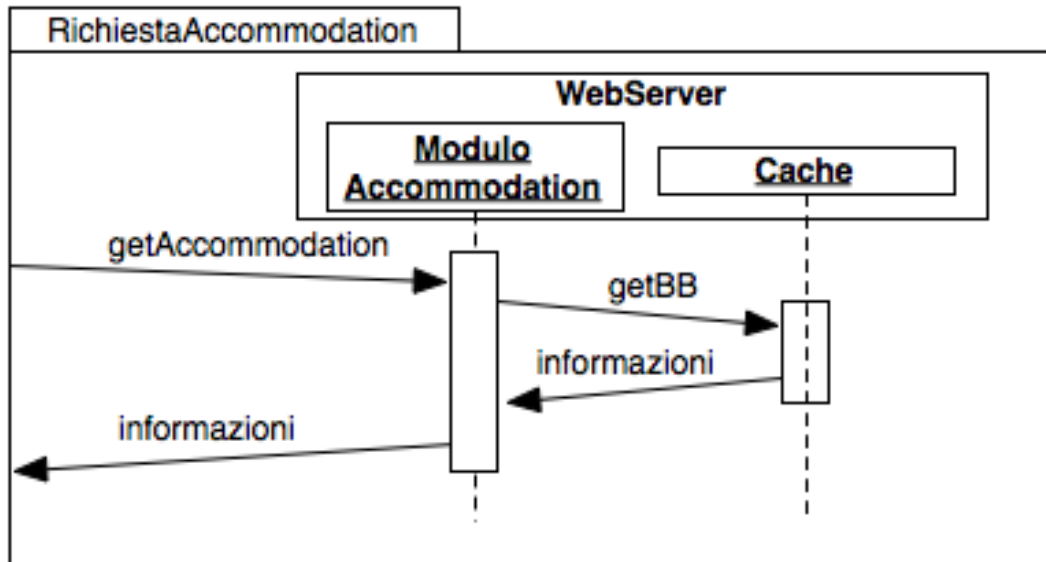 RichiestaAccommodation
WebServer
Modulo
Accommodation
Cache
getAccommodation
getBB
informazioni
informazioni